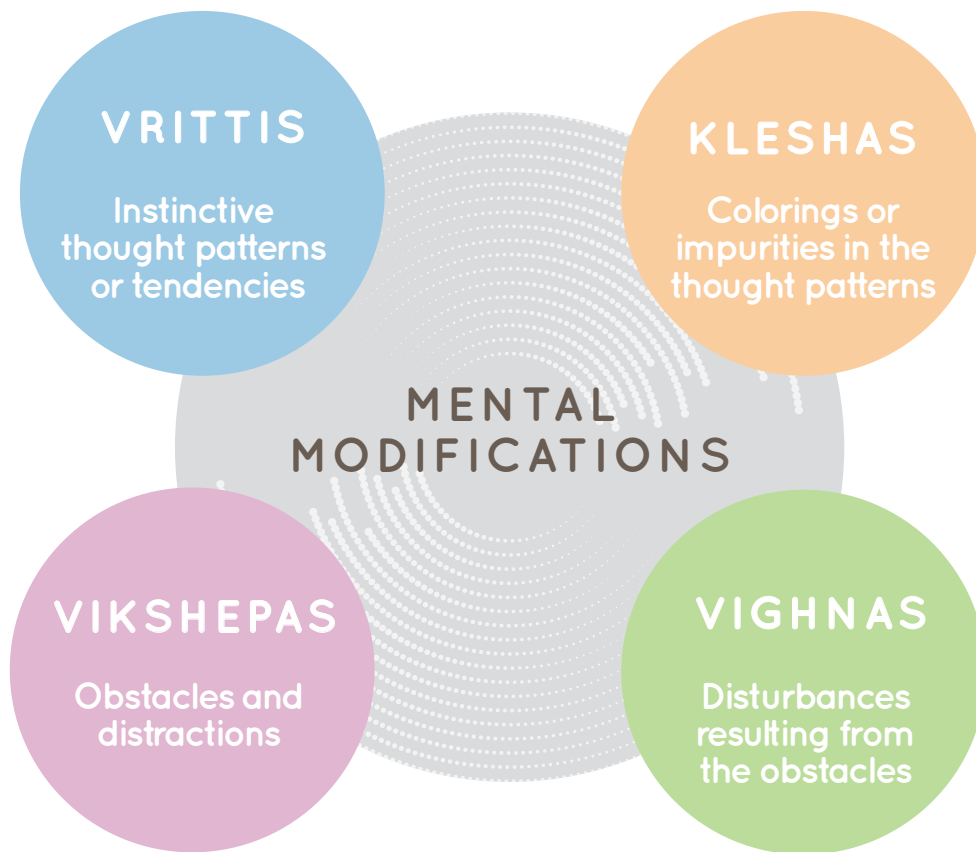 VRITTIS
Instinctive
thought patterns
or tendencies
KLESHAS
Colorings or
impurities in the
thought patterns
MENTAL
MODIFICATIONS
VIKSHEPAS
Obstacles and
distractions
VIGHNAS
Disturbances
resulting from
the obstacles